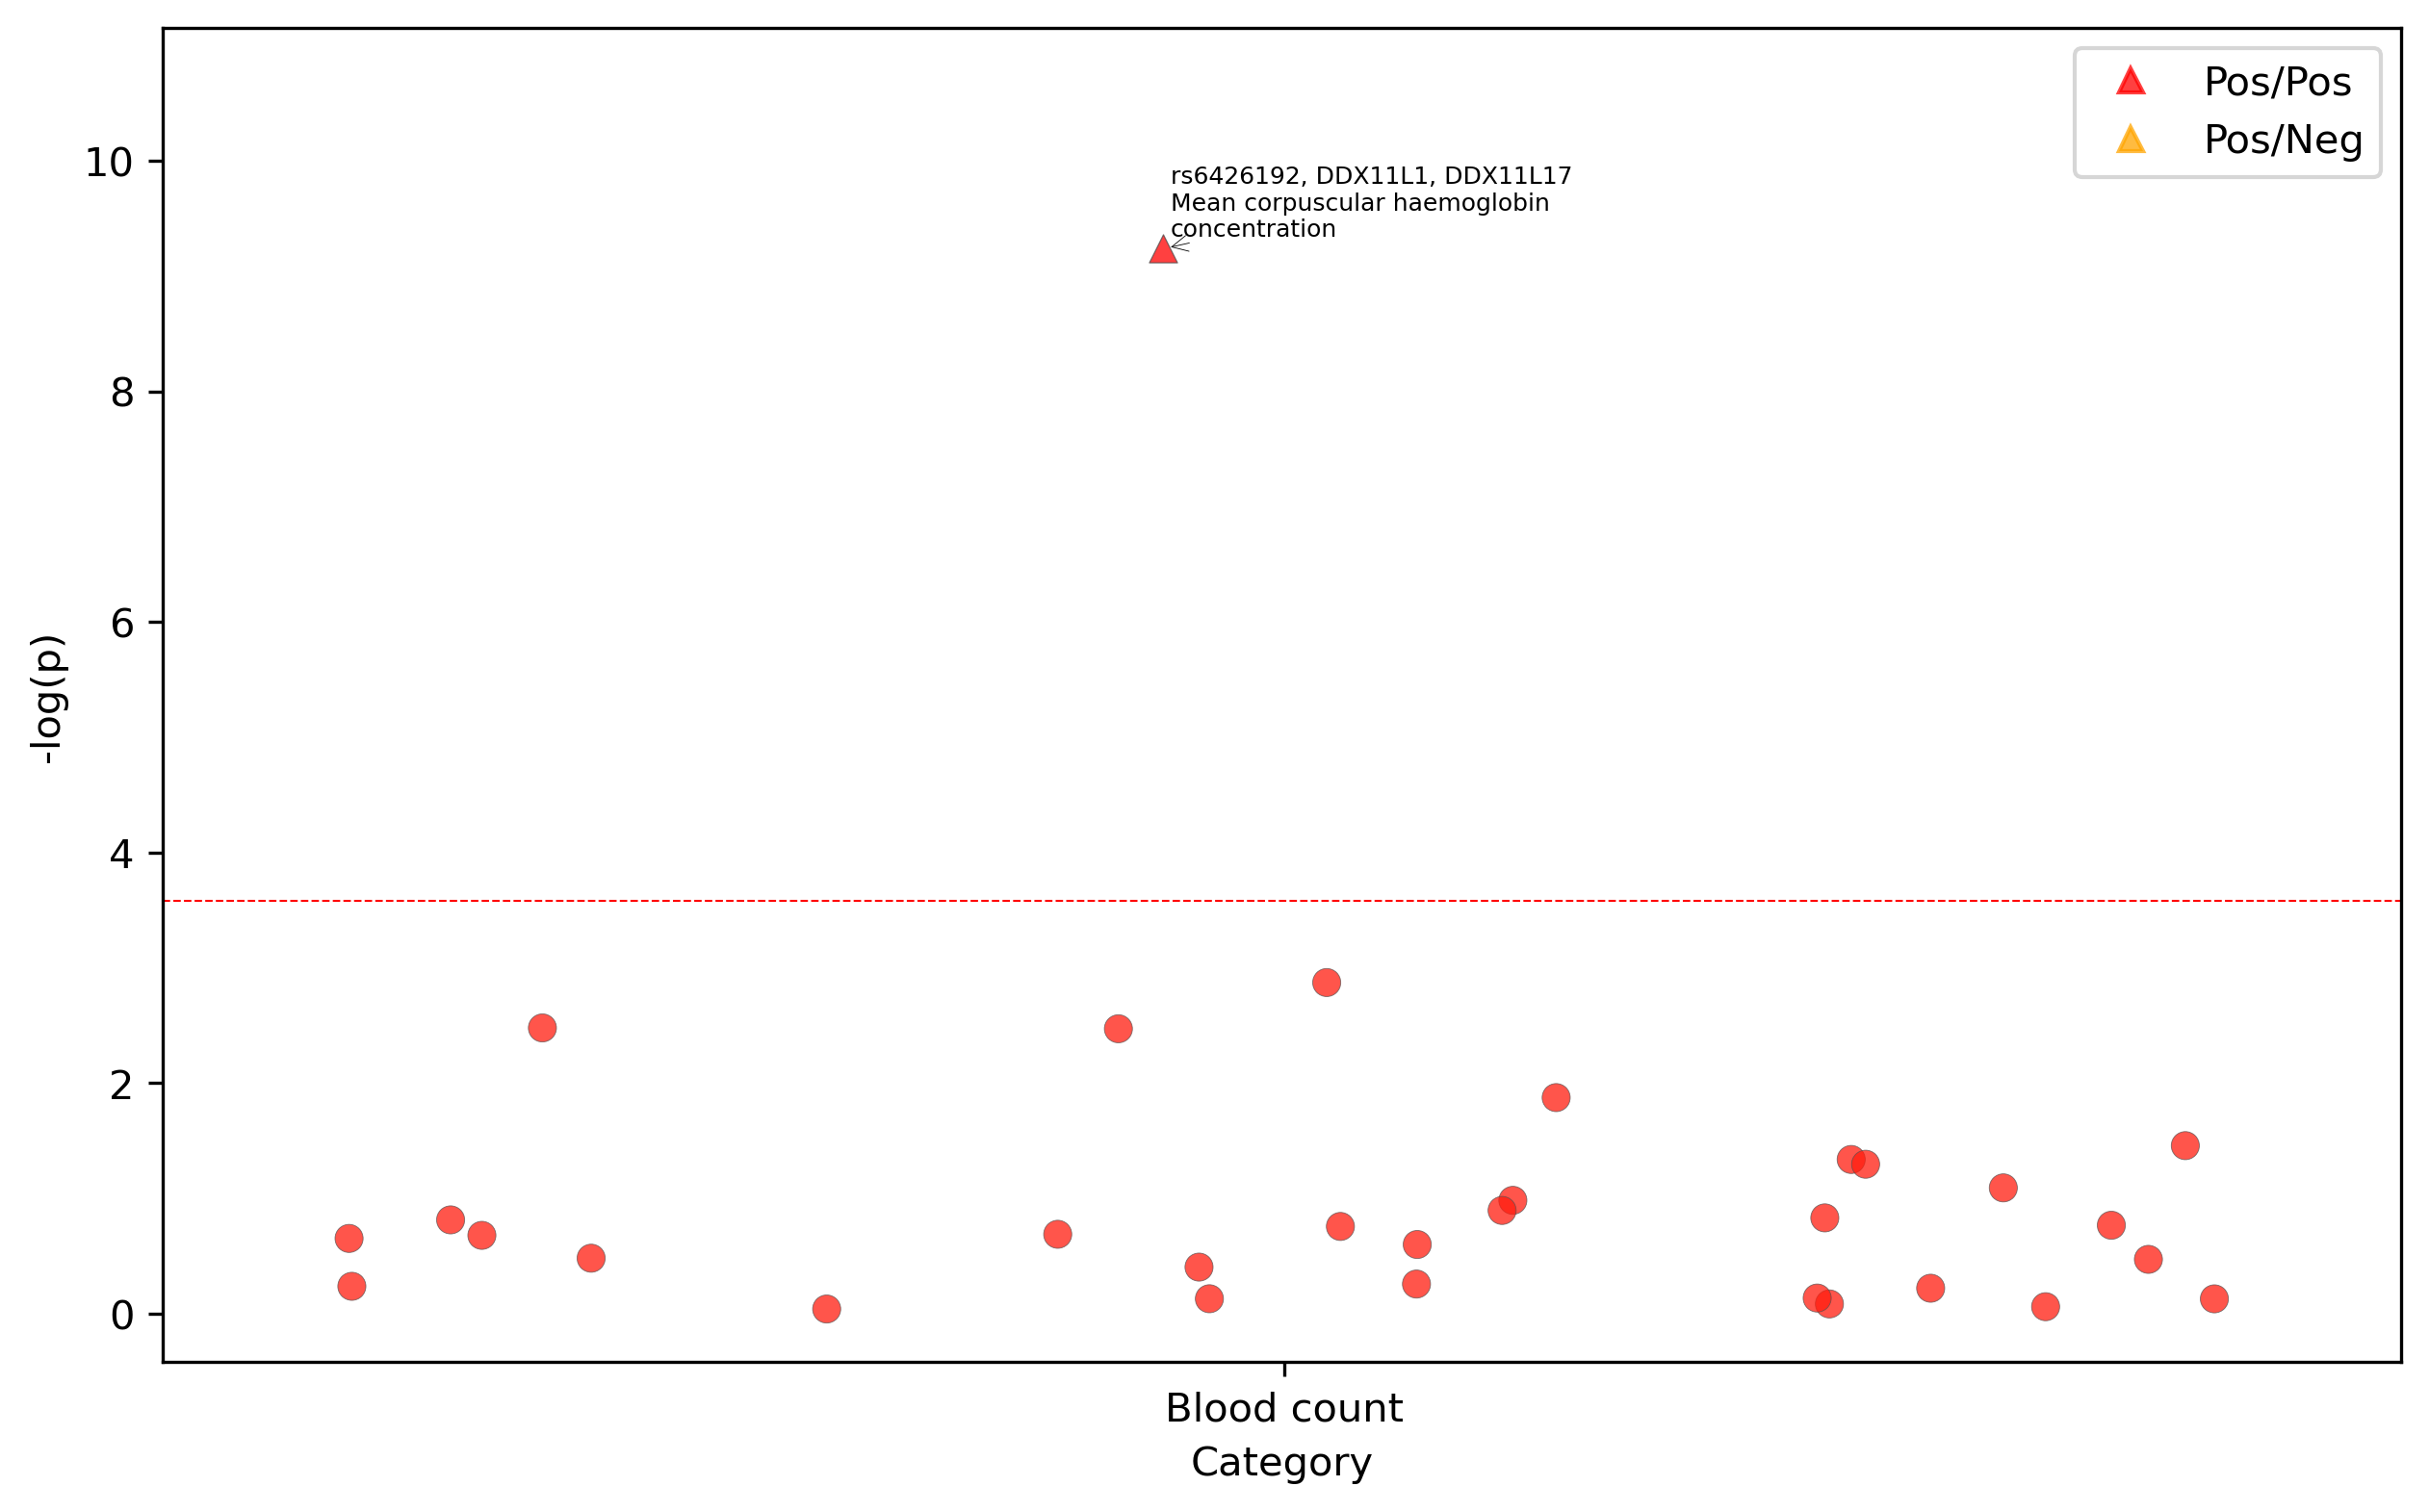 Pos/Pos
Pos/Neg
rs6426192, DDX11L1, DDX11L17
Mean corpuscular haemoglobin
concentration
10
8
6
4
2
0
-log(p)
Blood count
Category